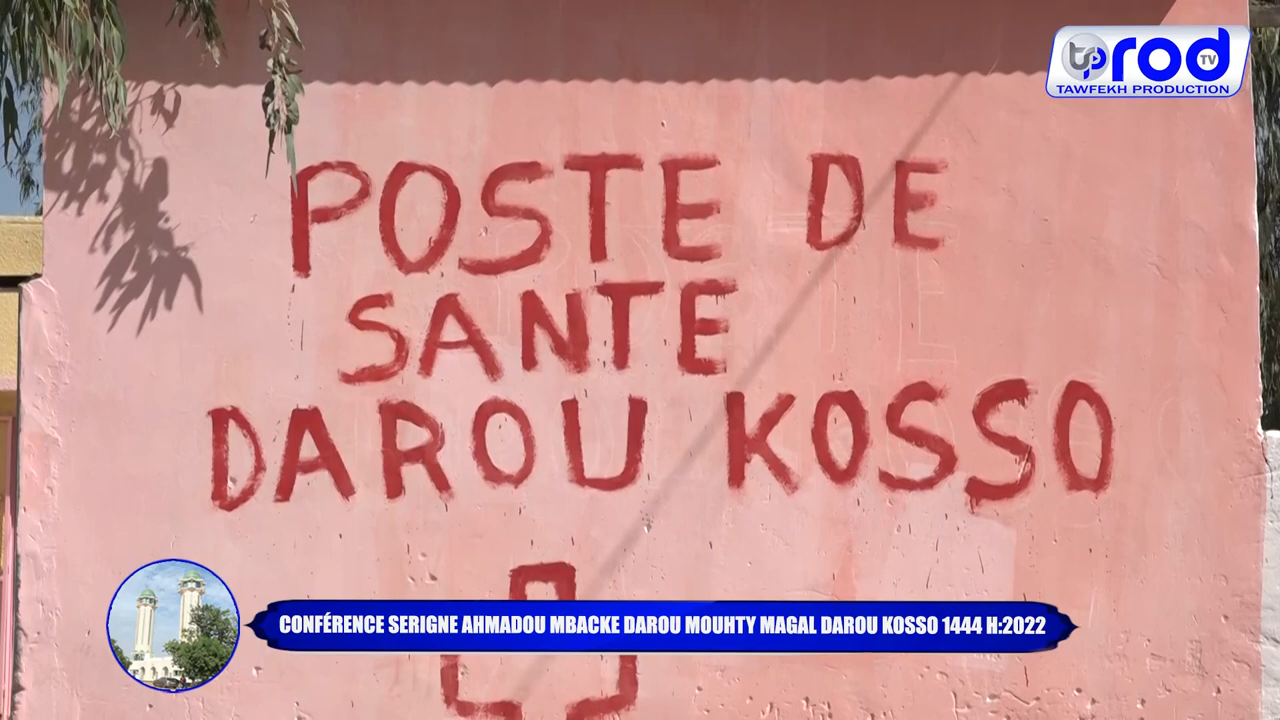 tprod TV
TAWFEKH PRODUCTION
POSTE DE
SANTE
DAROU KOSSO
CONFÉRENCE SERIGNE AHMADOU MBACKE DAROU MOUHTY MAGAL DAROU KOSSO 1444 H:2022